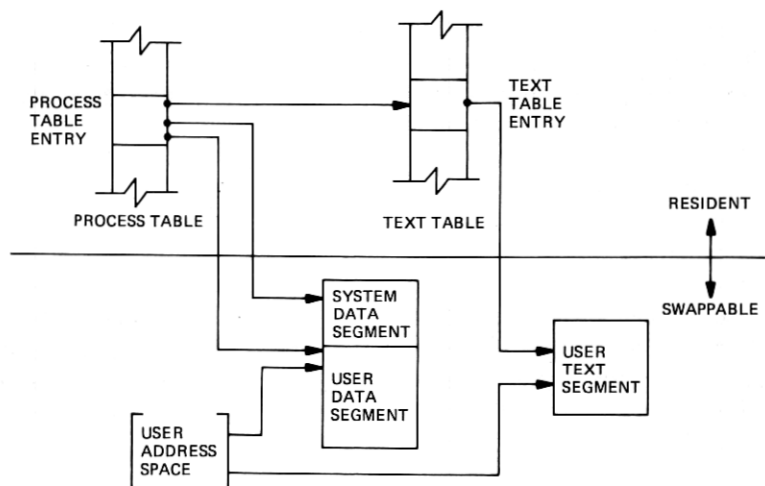 PROCESS
TABLE
ENTRY
TEXT
TABLE
ENTRY
PROCESS TABLE
TEXT TABLE
RESIDENT
SWAPPABLE
SYSTEM
DATA
SEGMENT
USER
DATA
SEGMENT
USER
TEXT
SEGMENT
USER
ADDRESS
SPACE